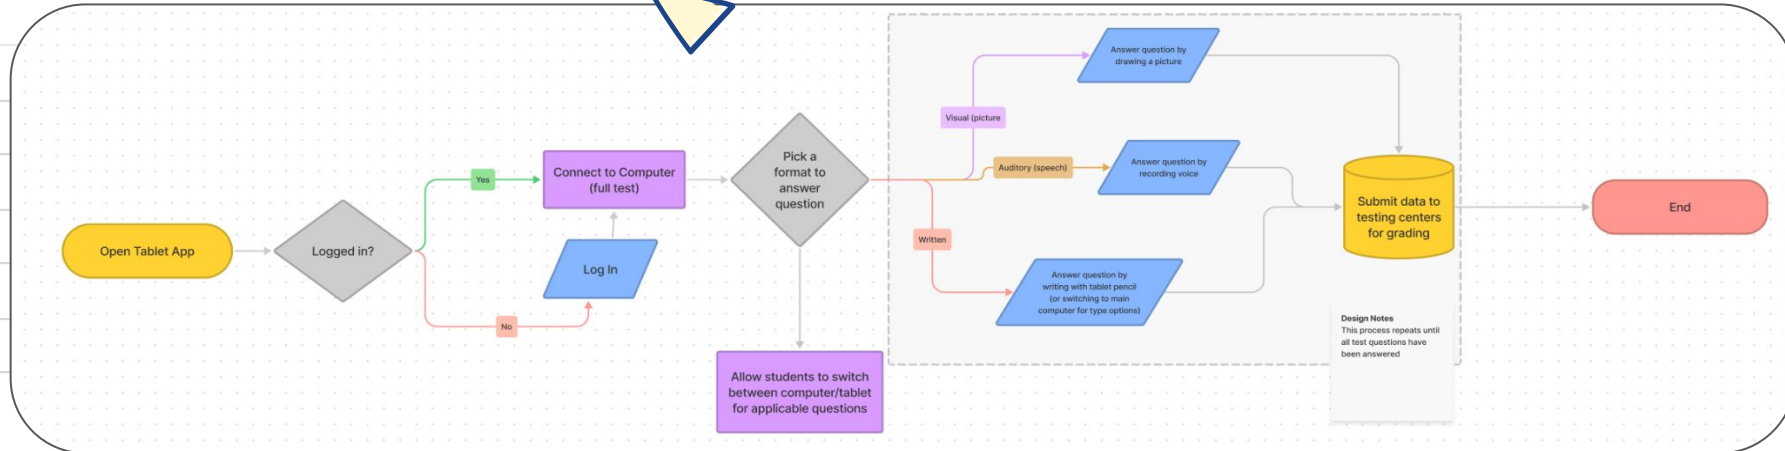 Open Tablet App
Logged in?
Yes
No
Log In
Connect to Computer
(full test)
Pick a
format to
answer
question
Allow students to switch
between computer/tablet
for applicable questions
Visual (picture
Answer question by
drawing a picture
Auditory (speech)
Answer question by
recording voice
Written
Answer question by
writing with tablet pencil
(or switching to main
computer for type options)
Submit data to
testing centers
for grading
Design Notes
This process repeats until
all test questions have
been answered
End